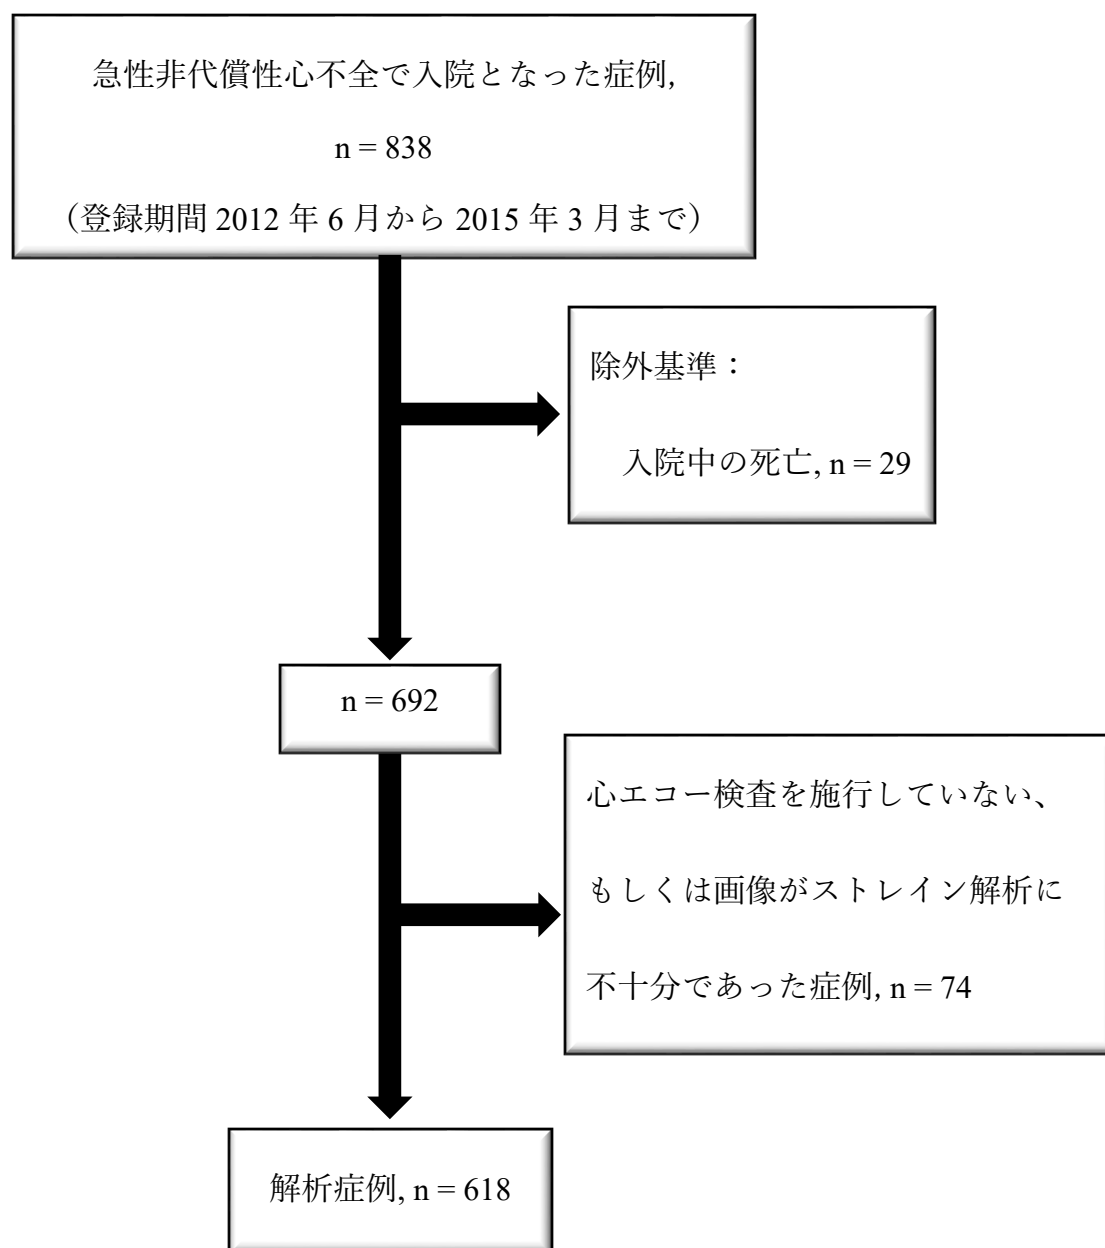 急性非代償性心不全で入院となった症例,
n = 838
（登録期間 2012 年 6 月から 2015 年 3 月まで）
除外基準：
入院中の死亡, n = 29
n = 692
心エコー検査を施行していない、
もしくは画像がストレイン解析に
不十分であった症例, n = 74
解析症例, n = 618